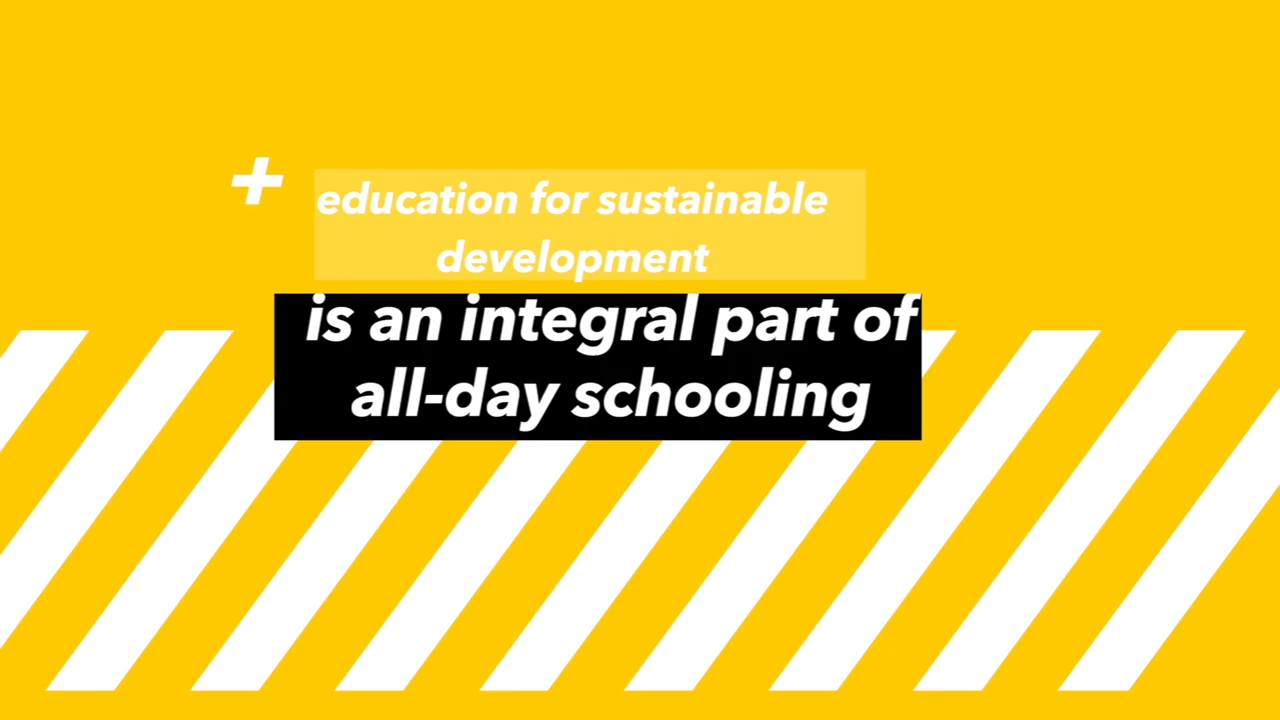 + education for sustainable
development
is an integral part of
all-day schooling